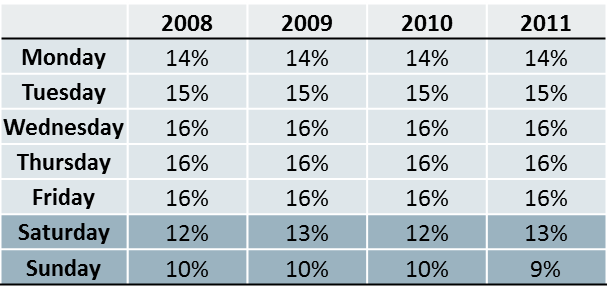 2008 2009 2010 2011
Monday 14% 14% 14% 14%
Tuesday 15% 15% 15% 15%
Wednesday 16% 16% 16% 16%
Thursday 16% 16% 16% 16%
Friday 16% 16% 16% 16%
Saturday 12% 13% 12% 13%
Sunday 10% 10% 10% 9%